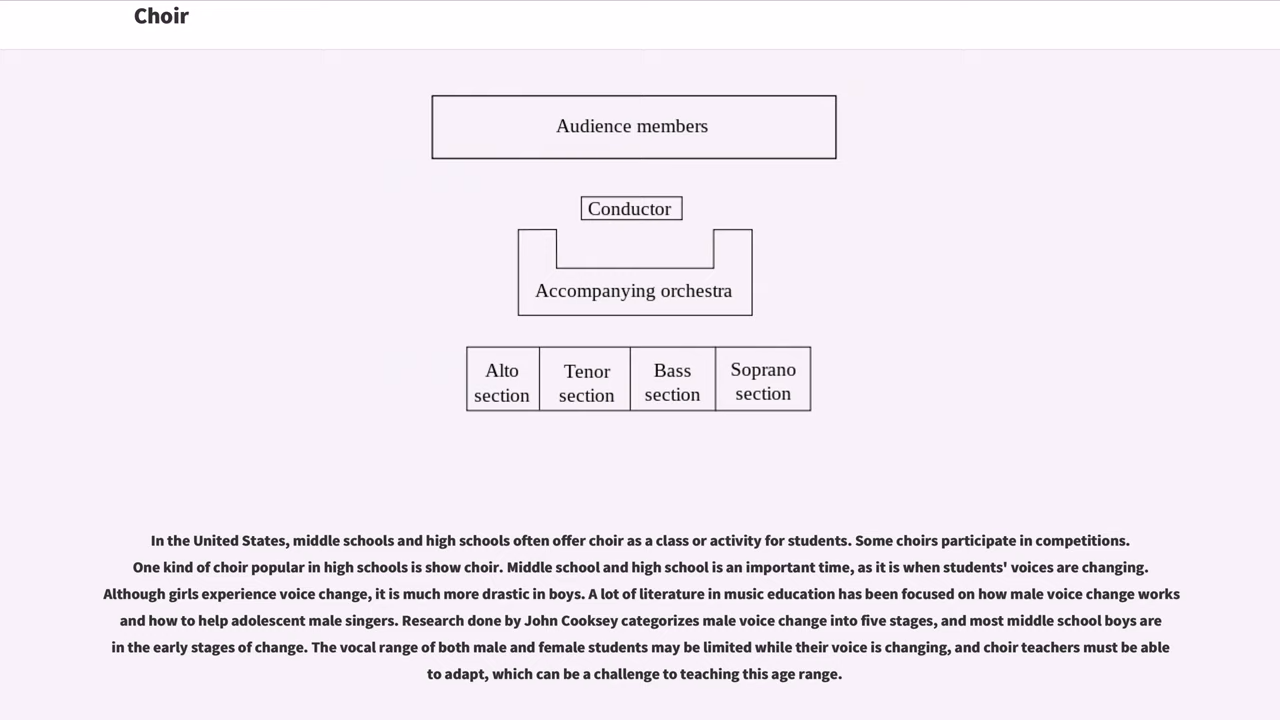 Choir
Audience members
Conductor
Accompanying orchestra
Alto section
Tenor section
Bass section
Soprano section
In the United States, middle schools and high schools often offer choir as a class or activity for students. Some choirs participate in competitions.
One kind of choir popular in high schools is show choir. Middle school and high school is an important time, as it is when students' voices are changing.
Although girls experience voice change, it is much more drastic in boys. A lot of literature in music education has been focused on how male voice change works
and how to help adolescent male singers. Research done by John Cooksey categorizes male voice change into five stages, and most middle school boys are
in the early stages of change. The vocal range of both male and female students may be limited while their voice is changing, and choir teachers must be able
to adapt, which can be a challenge to teaching this age range.